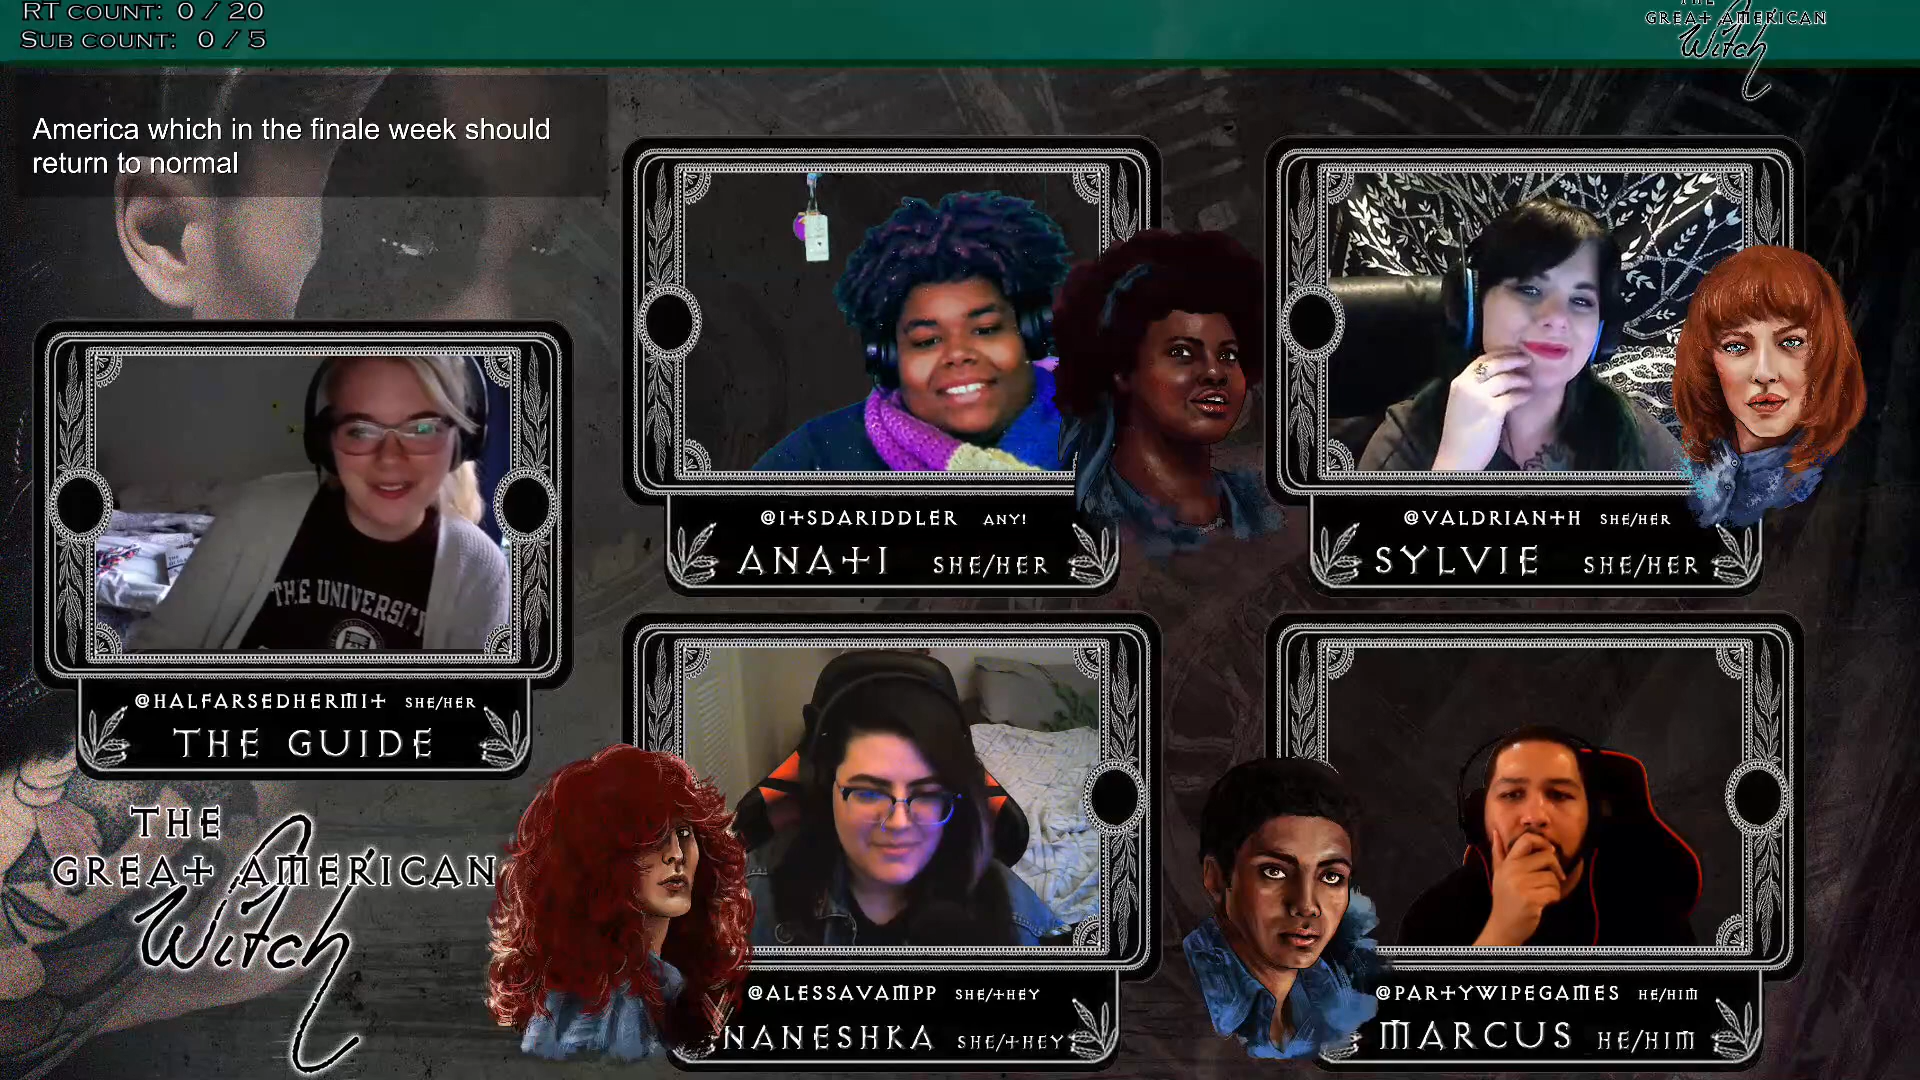 RT COUNT: 0 / 20
SUB COUNT: 0 / 5
THE
GREAT AMERICAN
Witch
America which in the finale week should
return to normal
@ITSDARIDDLER ANY!
ANATI SHE/HER
@VALDRIANTH SHE/HER
SYLVIE SHE/HER
THE UNIVERSIT
@HALFARSEDHERMIT SHE/HER
THE GUIDE
THE
GREAT AMERICAN
Witch
@ALESSAVAMPP SHE/THEY
NANESHKA SHE/THEY
@PARTYWIPEGAMES HE/HIM
MARCUS HE/HIM